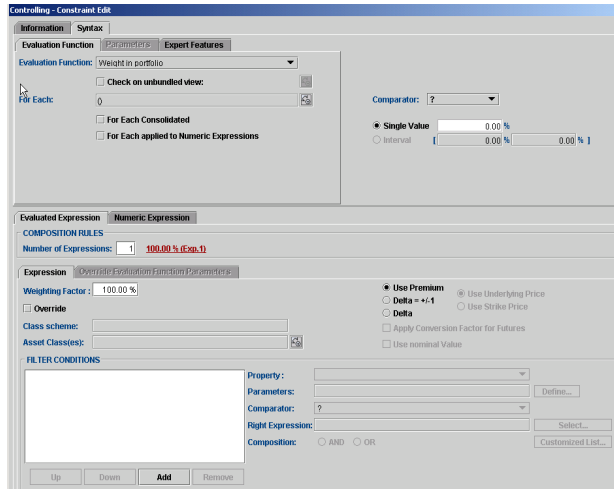 Controlling - Constraint Edit
Information Syntax
Evaluation Function Parameters Expert Features
Evaluation Function: Weight in portfolio
Check on unbundled view:
For Each: 0
For Each Consolidated
For Each applied to Numeric Expressions
Comparator: ?
Single Value 0.00 %
Interval [ 0.00 % 0.00 % ]
Evaluated Expression Numeric Expression
COMPOSITION RULES
Number of Expressions: 1 100.00 % (Exp.1)
Expression Override Evaluation Function Parameters
Weighting Factor : 100.00 %
Override
Class scheme:
Asset Class(es):
Use Premium
Delta = +/-1
Delta
Use Underlying Price
Use Strike Price
Apply Conversion Factor for Futures
Use nominal Value
FILTER CONDITIONS
Property :
Parameters: Define...
Comparator: ?
Right Expression: Select...
Composition: AND OR Customized List...
Up Down Add Remove